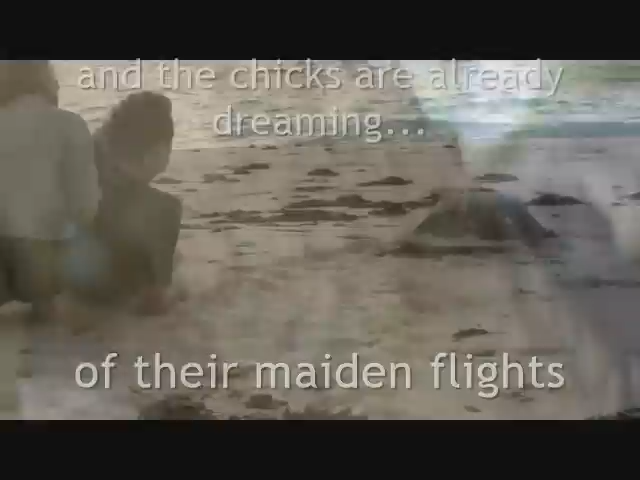 and the chicks are already
dreaming...
of their maiden flights